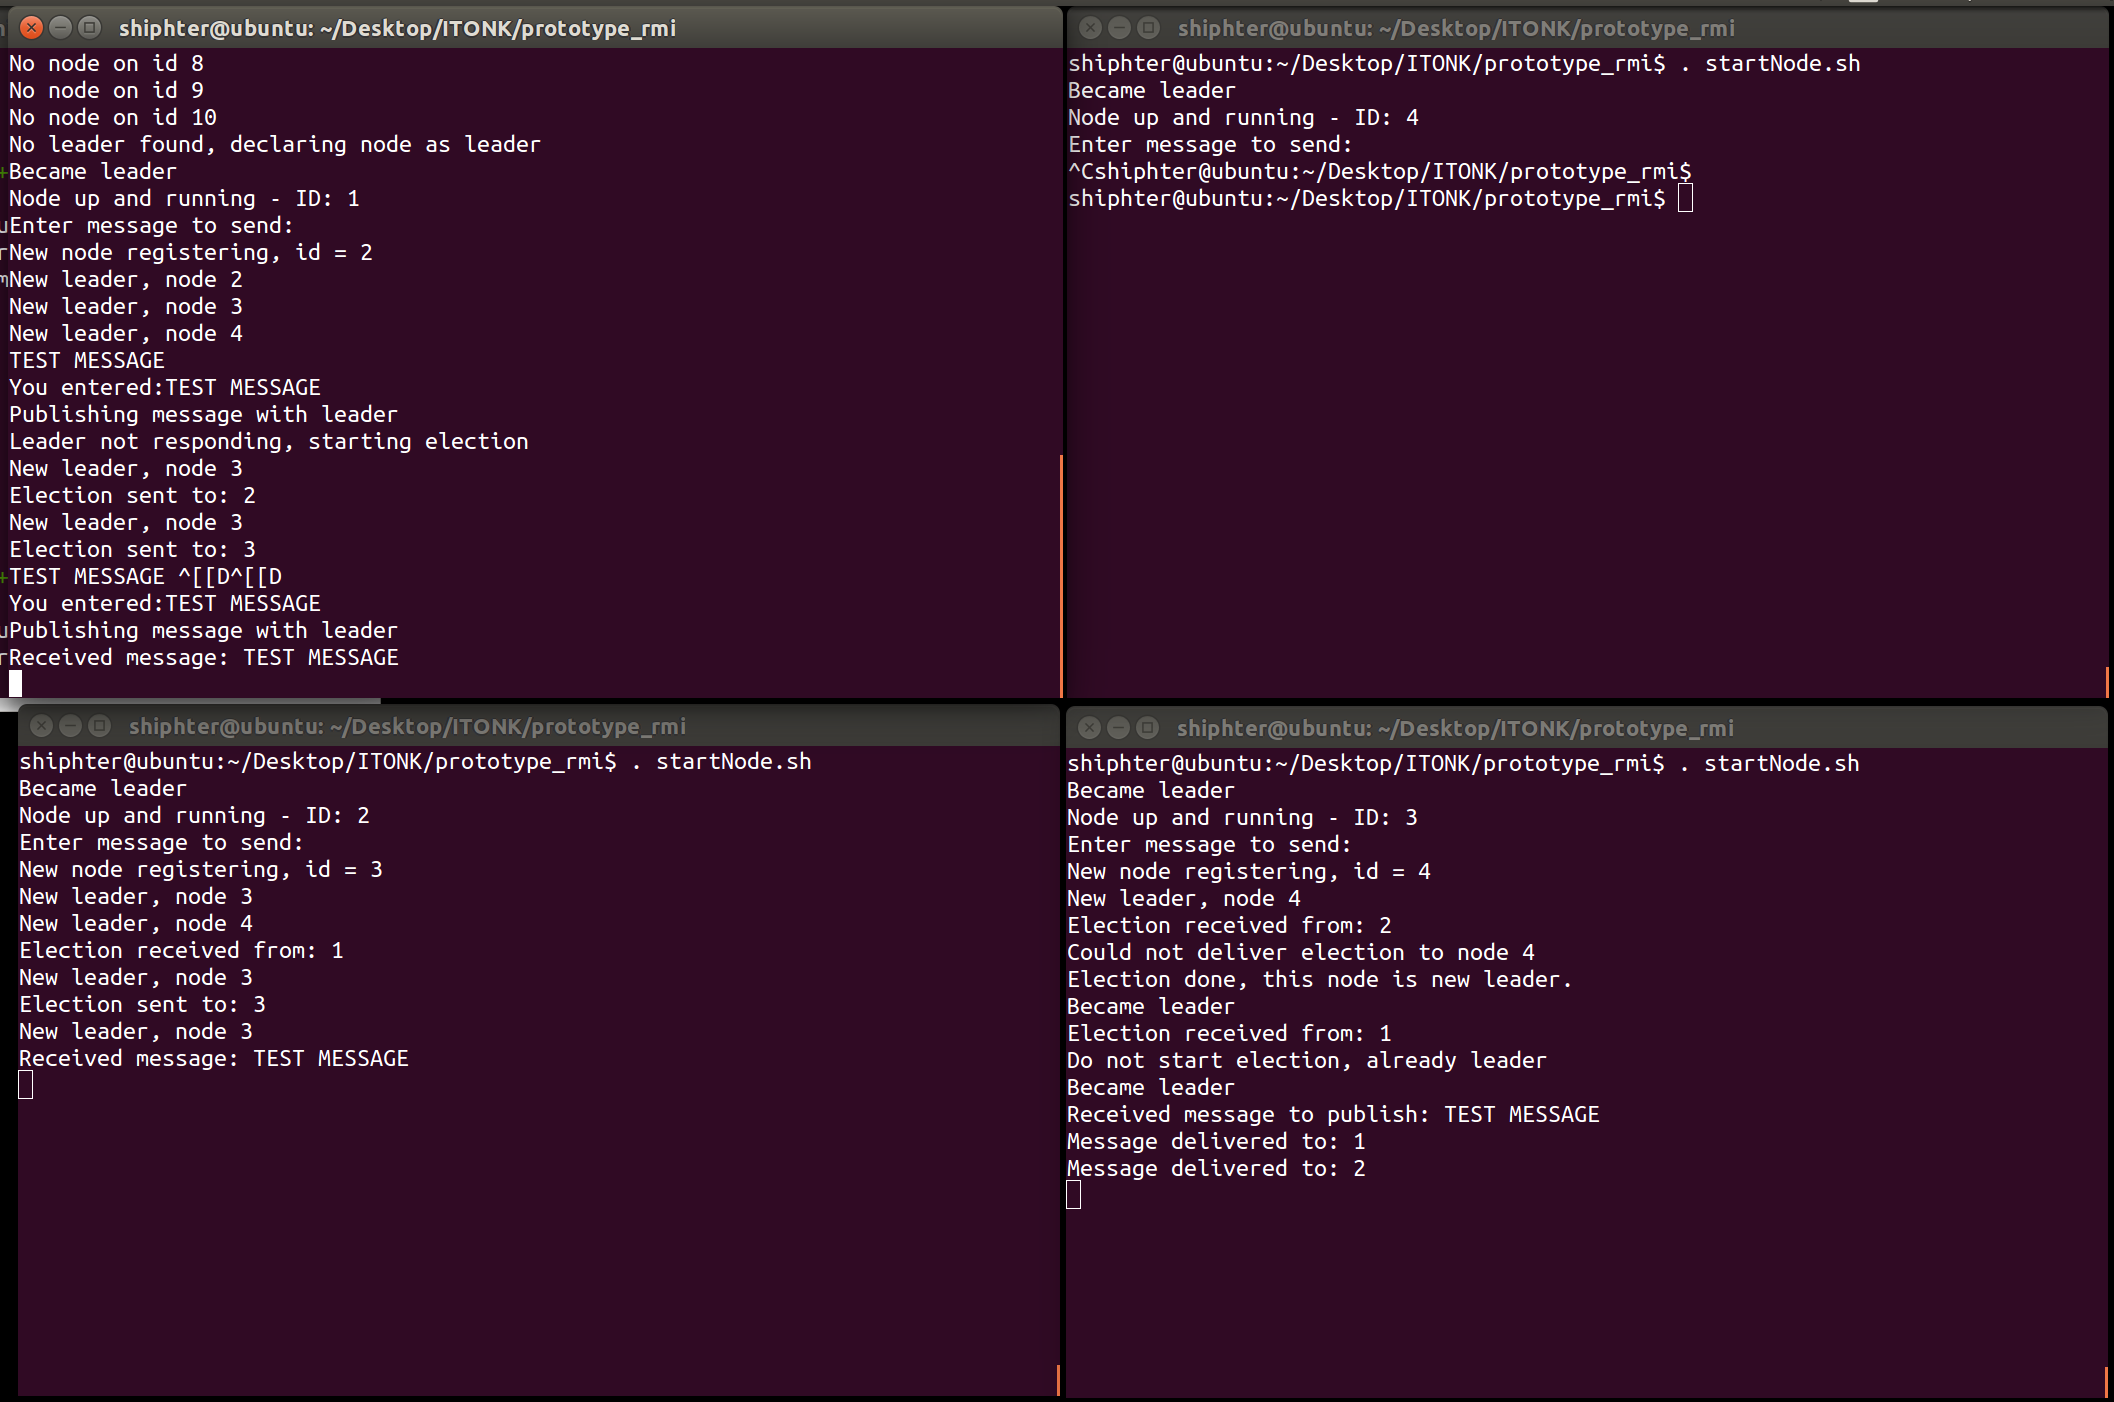 shiphter@ubuntu: ~/Desktop/ITONK/prototype_rmi
No node on id 8
No node on id 9
No node on id 10
No leader found, declaring node as leader
Became leader
Node up and running - ID: 1
Enter message to send:
New node registering, id = 2
New leader, node 2
New leader, node 3
New leader, node 4
TEST MESSAGE
You entered:TEST MESSAGE
Publishing message with leader
Leader not responding, starting election
New leader, node 3
Election sent to: 2
New leader, node 3
Election sent to: 3
TEST MESSAGE ^[[D^[[D
You entered:TEST MESSAGE
Publishing message with leader
Received message: TEST MESSAGE
shiphter@ubuntu: ~/Desktop/ITONK/prototype_rmi
shiphter@ubuntu:~/Desktop/ITONK/prototype_rmi$ . startNode.sh
Became leader
Node up and running - ID: 4
Enter message to send:
^Cshiphter@ubuntu:~/Desktop/ITONK/prototype_rmi$
shiphter@ubuntu:~/Desktop/ITONK/prototype_rmi$
shiphter@ubuntu: ~/Desktop/ITONK/prototype_rmi
shiphter@ubuntu:~/Desktop/ITONK/prototype_rmi$ . startNode.sh
Became leader
Node up and running - ID: 2
Enter message to send:
New node registering, id = 3
New leader, node 3
New leader, node 4
Election received from: 1
New leader, node 3
Election sent to: 3
New leader, node 3
Received message: TEST MESSAGE
shiphter@ubuntu: ~/Desktop/ITONK/prototype_rmi
shiphter@ubuntu:~/Desktop/ITONK/prototype_rmi$ . startNode.sh
Became leader
Node up and running - ID: 3
Enter message to send:
New node registering, id = 4
New leader, node 4
Election received from: 2
Could not deliver election to node 4
Election done, this node is new leader.
Became leader
Election received from: 1
Do not start election, already leader
Became leader
Received message to publish: TEST MESSAGE
Message delivered to: 1
Message delivered to: 2